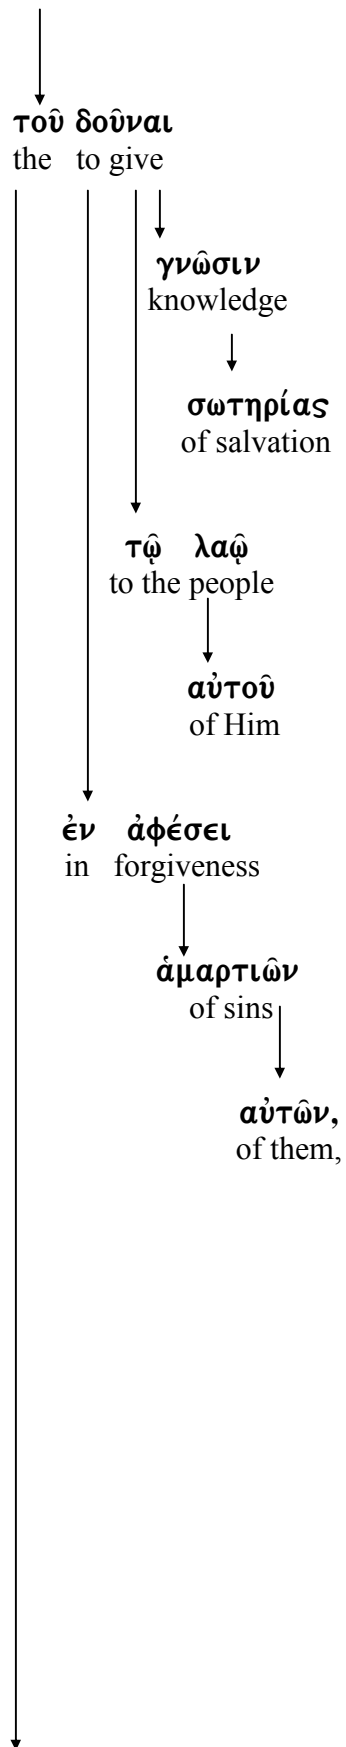 τοῦ δοῦναι
the to give
γνῶσιν
knowledge
σωτηρίας
of salvation
τῷ λαῷ
to the people
αὐτοῦ
of Him
ἐν ἀφέσει
in forgiveness
ἁμαρτιῶν
of sins
αὐτῶν,
of them,